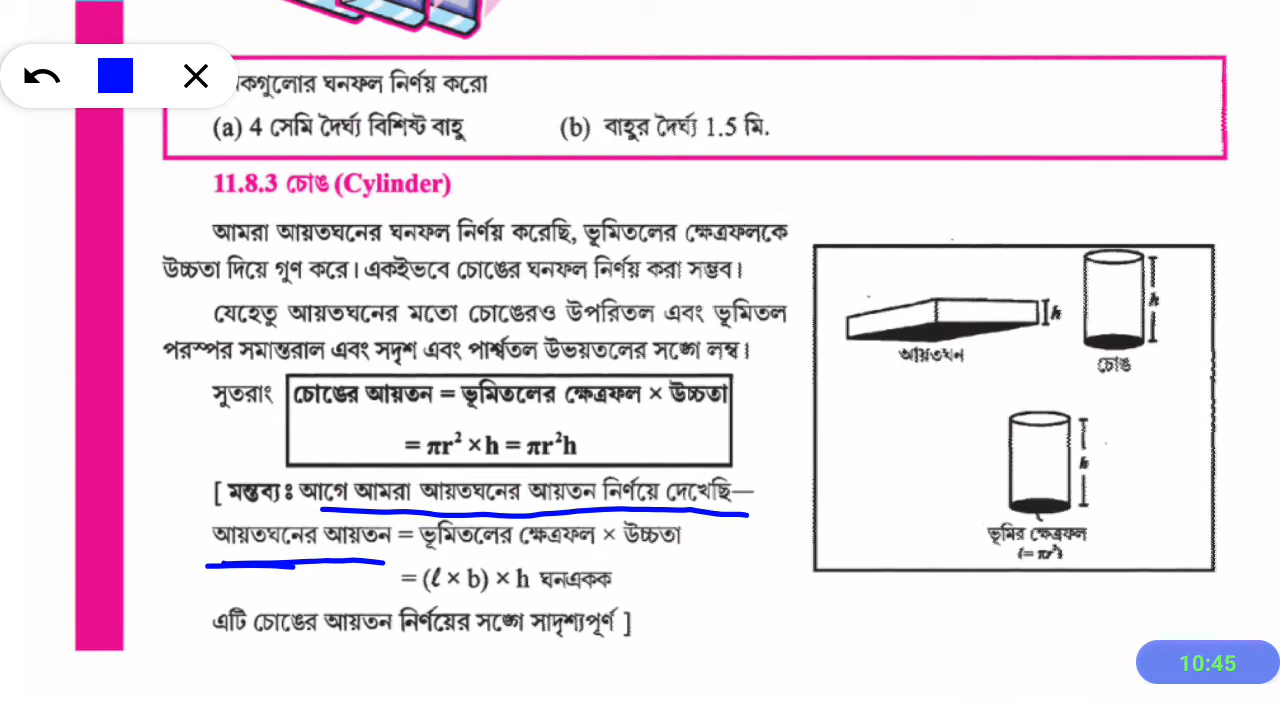 কগুলোর ঘনফল নির্ণয় করো
(a) 4 সেমি দৈর্ঘ্য বিশিষ্ট বাহু (b) বাহুর দৈর্ঘ্য 1.5 মি.
11.8.3 চোঙ (Cylinder)
আমরা আয়তঘনের ঘনফল নির্ণয় করেছি, ভূমিতলের ক্ষেত্রফলকে
উচ্চতা দিয়ে গুণ করে। একইভবে চোঙের ঘনফল নির্ণয় করা সম্ভব।
যেহেতু আয়তঘনের মতো চোঙেরও উপরিতল এবং ভূমিতল
পরস্পর সমান্তরাল এবং সদৃশ এবং পার্শ্বতল উভয়তলের সঙ্গে লম্ব।
সুতরাং চোঙের আয়তন = ভূমিতলের ক্ষেত্রফল × উচ্চতা
= πr² × h = πr²h
[ মন্তব্যঃ আগে আমরা আয়তঘনের আয়তন নির্ণয়ে দেখেছি—
আয়তঘনের আয়তন = ভূমিতলের ক্ষেত্রফল × উচ্চতা
= (ℓ × b) × h ঘনএকক
এটি চোঙের আয়তন নির্ণয়ের সঙ্গে সাদৃশ্যপূর্ণ ]
h
আয়তঘন
h
চোঙ
h
ভূমির ক্ষেত্রফল
(= πr²)
10:45